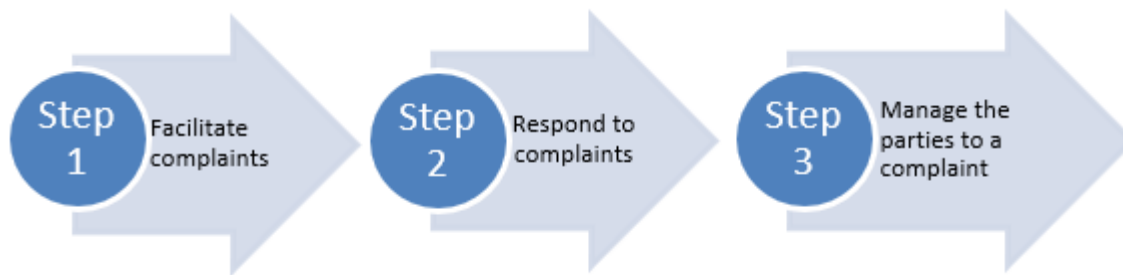 Step
1
Facilitate
complaints
Step
2
Respond to
complaints
Step
3
Manage the
parties to a
complaint